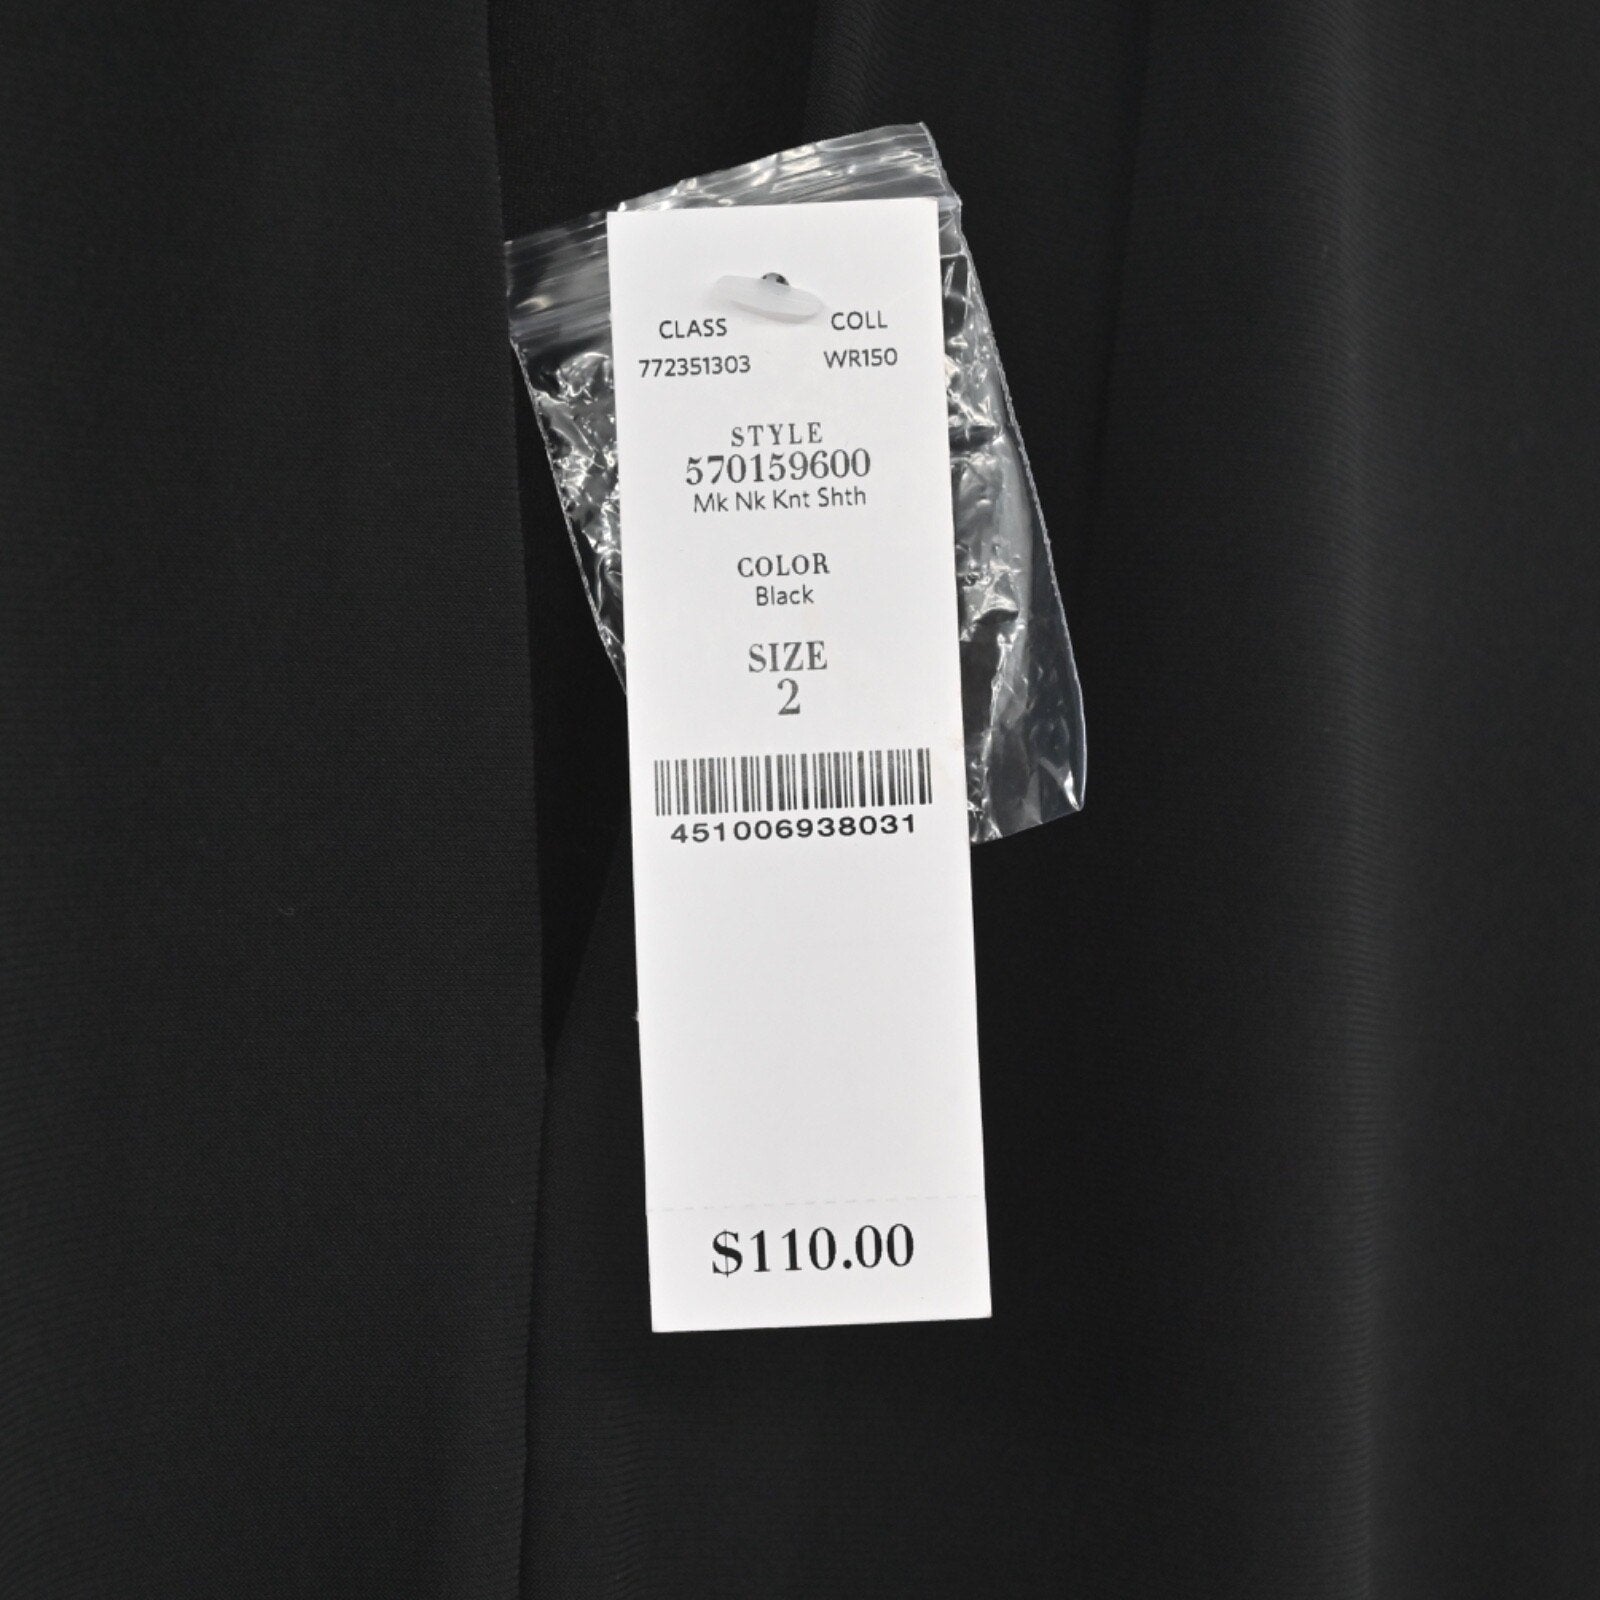 CLASS COLL
772351303 WR150
STYLE
570159600
Mk Nk Knt Shth
COLOR
Black
SIZE
2
451006938031
$110.00